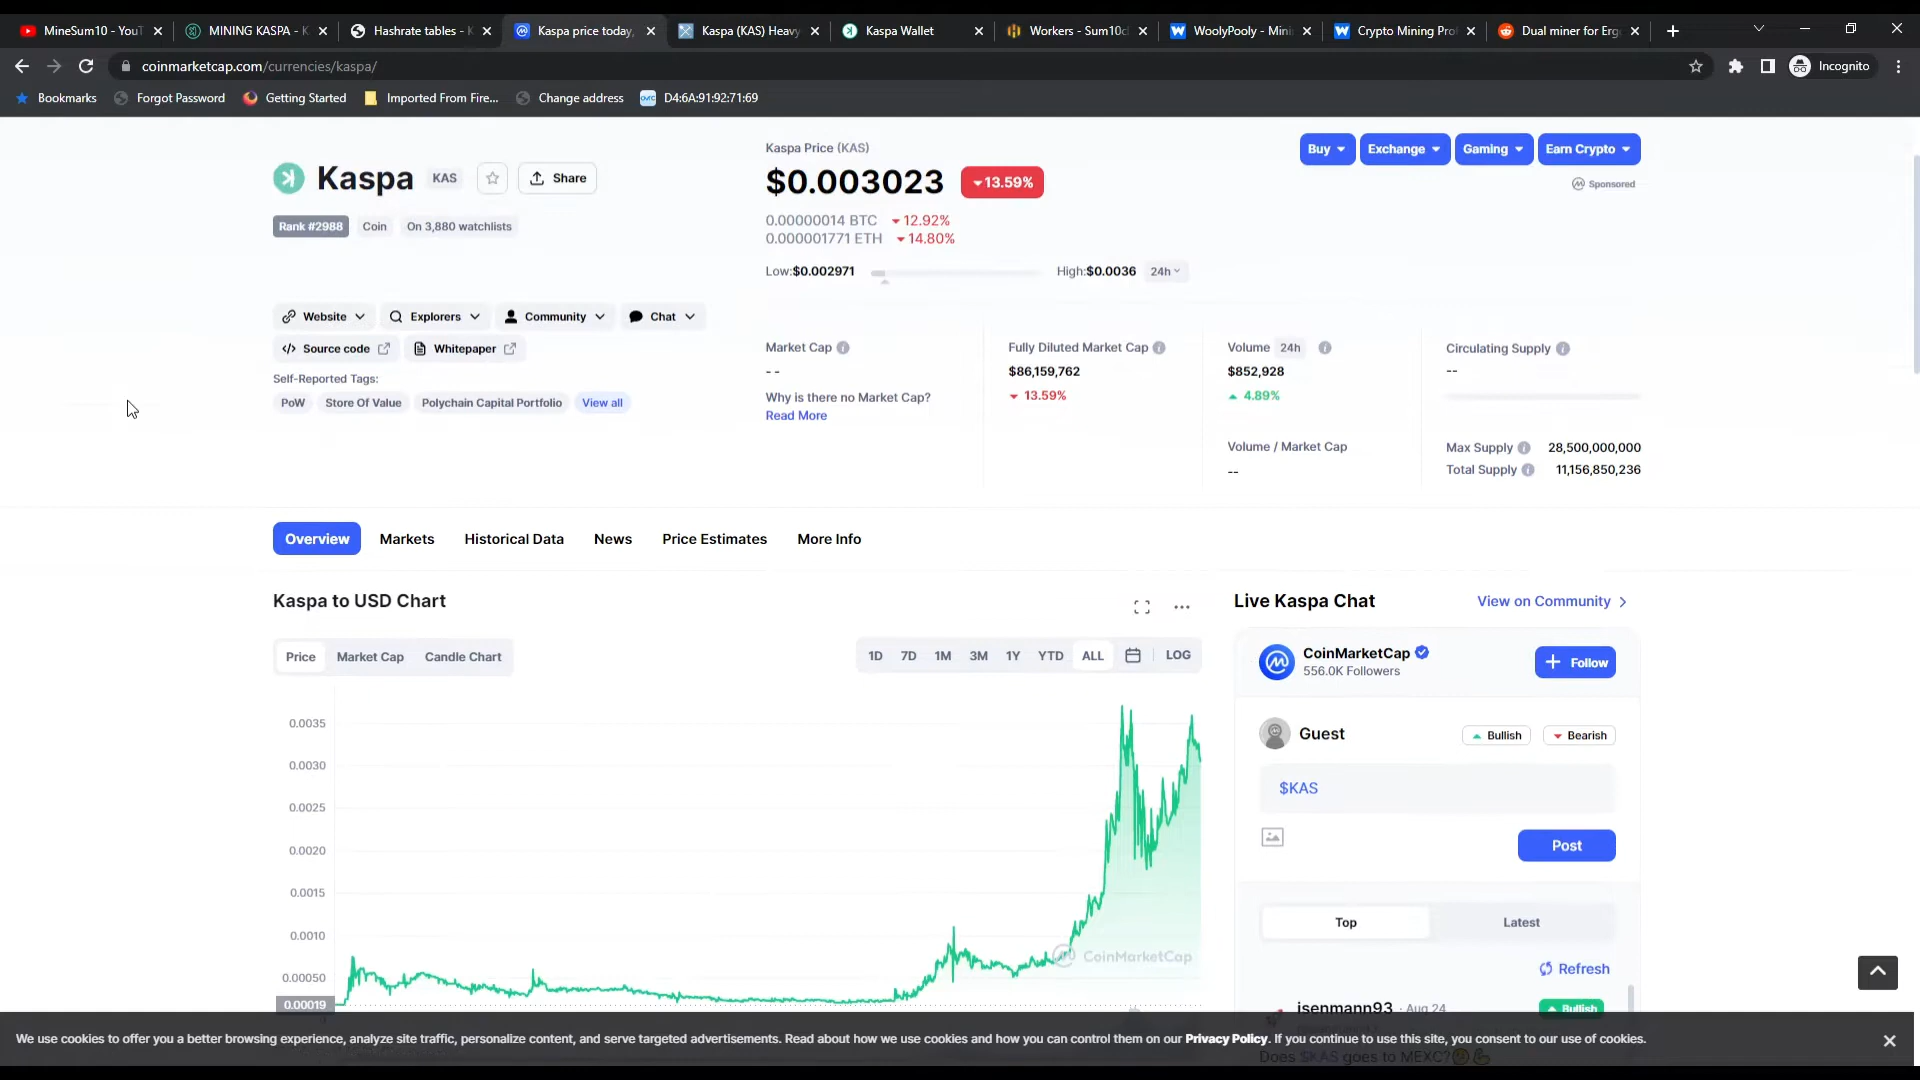 MineSum10 - YouT
MINING KASPA - K
Hashrate tables - K
Kaspa price today,
Kaspa (KAS) Heavy
Kaspa Wallet
Workers - Sum10c
WoolyPooly - Mini
Crypto Mining Pro
Dual miner for Erg
coinmarketcap.com/currencies/kaspa/
Incognito
Bookmarks
Forgot Password
Getting Started
Imported From Fire...
Change address
D4:6A:91:92:71:69
Kaspa Price (KAS)
Buy
Exchange
Gaming
Earn Crypto
Kaspa KAS
Share
$0.003023
13.59%
Sponsored
Rank #2988
Coin
On 3,880 watchlists
0.00000014 BTC 12.92%
0.000001771 ETH 14.80%
Low:$0.002971
High:$0.0036
24h
Website
Explorers
Community
Chat
Source code
Whitepaper
Self-Reported Tags:
PoW
Store Of Value
Polychain Capital Portfolio
View all
Market Cap
- -
Why is there no Market Cap?
Read More
Fully Diluted Market Cap
$86,159,762
13.59%
Volume 24h
$852,928
4.89%
Volume / Market Cap
--
Circulating Supply
--
Max Supply 28,500,000,000
Total Supply 11,156,850,236
Overview
Markets
Historical Data
News
Price Estimates
More Info
Kaspa to USD Chart
Price
Market Cap
Candle Chart
1D
7D
1M
3M
1Y
YTD
ALL
LOG
0.0035
0.0030
0.0025
0.0020
0.0015
0.0010
0.00050
0.00019
CoinMarketCap
Live Kaspa Chat
View on Community
CoinMarketCap
556.0K Followers
Follow
Guest
Bullish
Bearish
$KAS
Post
Top
Latest
Refresh
isenmann93 · Aug 24
Bullish
We use cookies to offer you a better browsing experience, analyze site traffic, personalize content, and serve targeted advertisements. Read about how we use cookies and how you can control them on our Privacy Policy. If you continue to use this site, you consent to our use of cookies.
Does $KAS goes to MEXC?